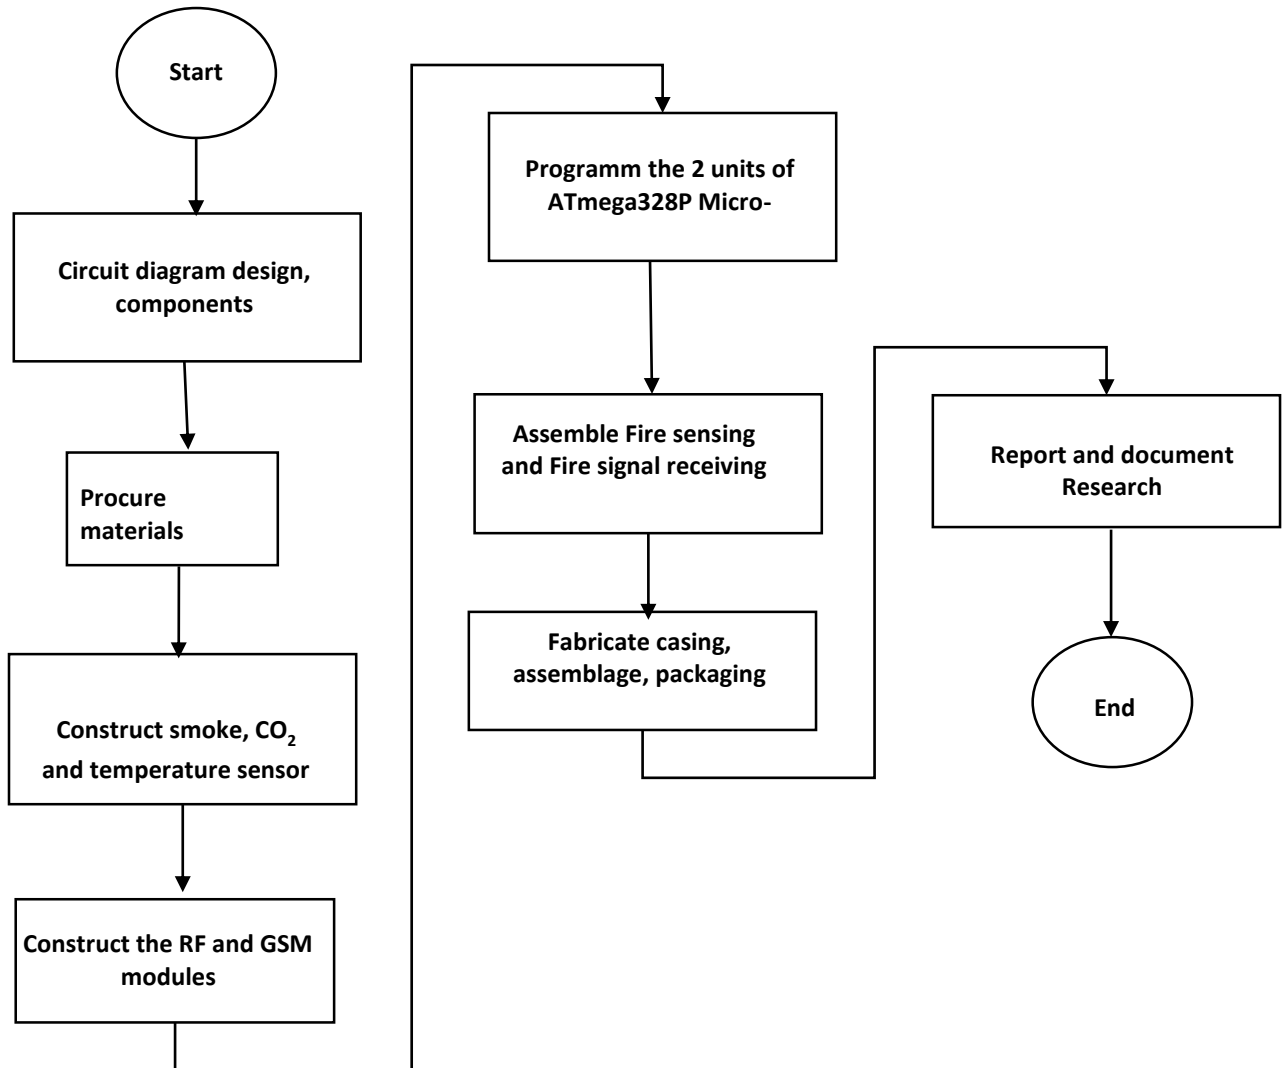 Start
Circuit diagram design,
components
Procure
materials
Construct smoke, CO₂
and temperature sensor
Construct the RF and GSM
modules
Programm the 2 units of
ATmega328P Micro-
Assemble Fire sensing
and Fire signal receiving
Fabricate casing,
assemblage, packaging
Report and document
Research
End